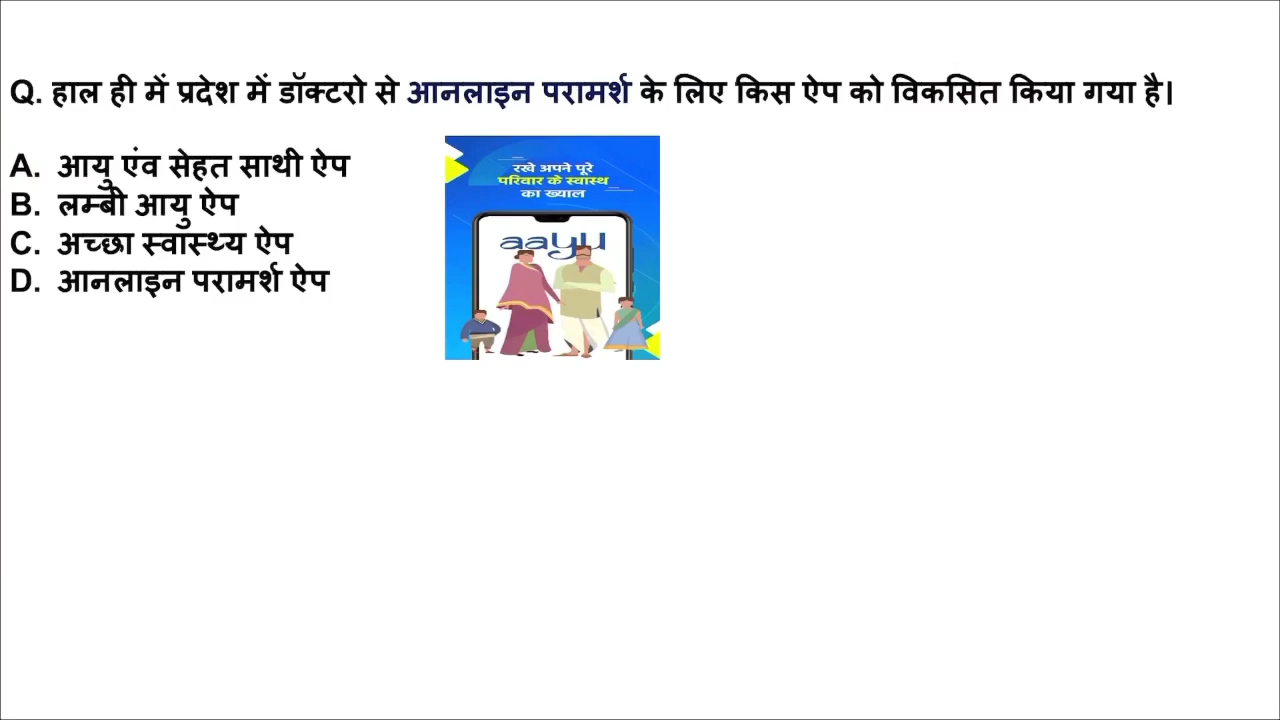 Q. हाल ही में प्रदेश में डॉक्टरो से आनलाइन परामर्श के लिए किस ऐप को विकसित किया गया है।
A. आयु एंव सेहत साथी ऐप
B. लम्बी आयु ऐप
C. अच्छा स्वास्थ्य ऐप
D. आनलाइन परामर्श ऐप
रखे अपने पूरे
परिवार के स्वास्थ
का ख्याल
aayu